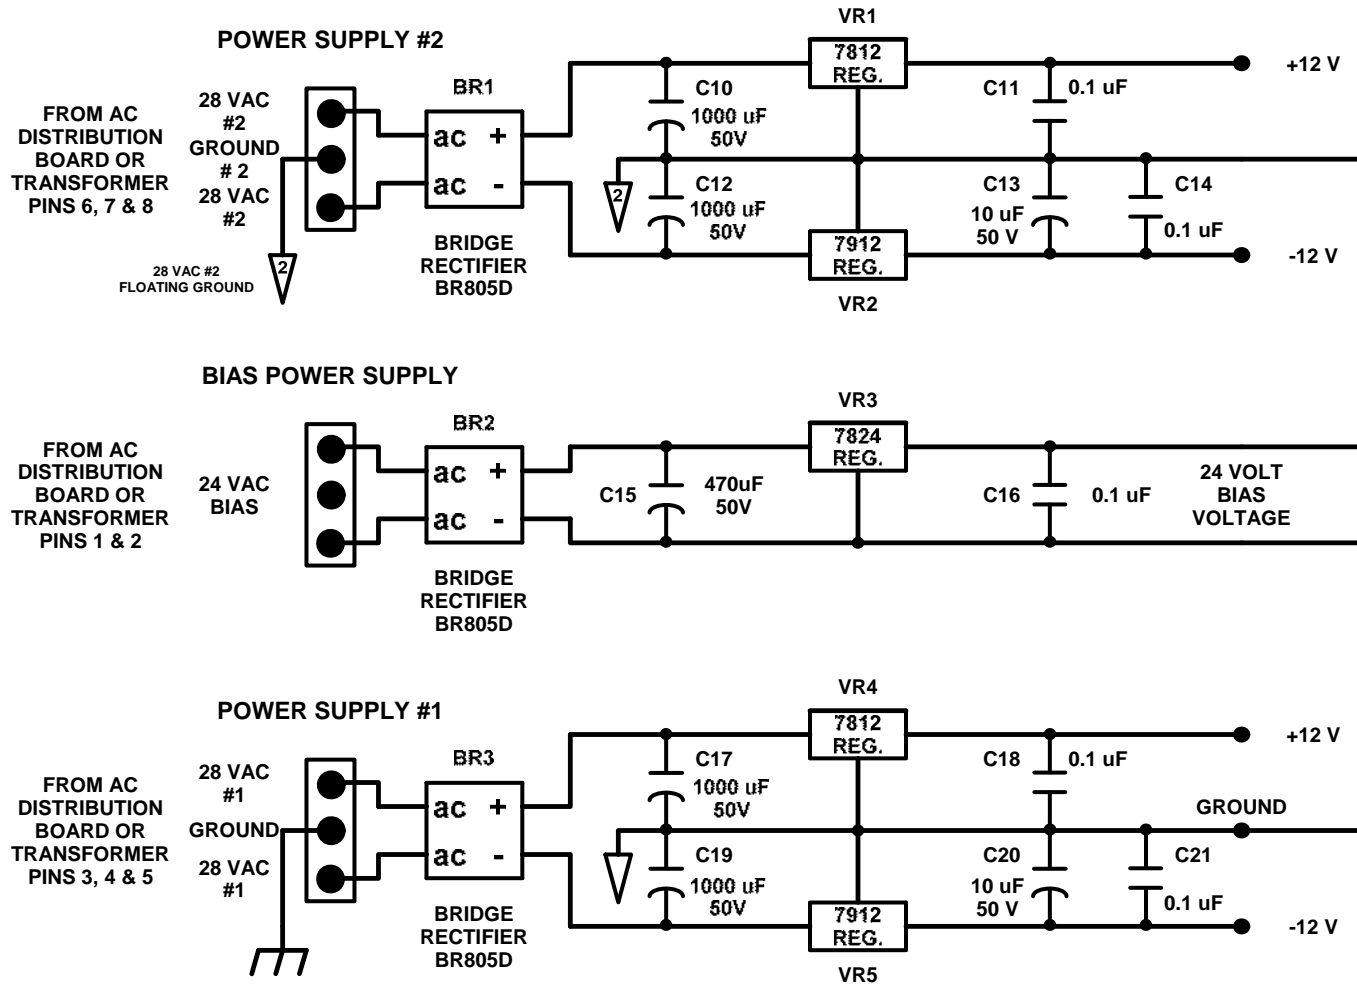 POWER SUPPLY #2
FROM AC
DISTRIBUTION
BOARD OR
TRANSFORMER
PINS 6, 7 & 8
28 VAC
#2
GROUND
# 2
28 VAC
#2
2
28 VAC #2
FLOATING GROUND
BR1
ac +
ac -
BRIDGE
RECTIFIER
BR805D
C10
1000 uF
50V
2
C12
1000 uF
50V
VR1
7812
REG.
7912
REG.
VR2
C11
0.1 uF
C13
10 uF
50 V
C14
0.1 uF
+12 V
-12 V
BIAS POWER SUPPLY
FROM AC
DISTRIBUTION
BOARD OR
TRANSFORMER
PINS 1 & 2
24 VAC
BIAS
BR2
ac +
ac -
BRIDGE
RECTIFIER
BR805D
C15
470uF
50V
VR3
7824
REG.
C16
0.1 uF
24 VOLT
BIAS
VOLTAGE
POWER SUPPLY #1
FROM AC
DISTRIBUTION
BOARD OR
TRANSFORMER
PINS 3, 4 & 5
28 VAC
#1
GROUND
28 VAC
#1
BR3
ac +
ac -
BRIDGE
RECTIFIER
BR805D
C17
1000 uF
50V
C19
1000 uF
50V
VR4
7812
REG.
7912
REG.
VR5
C18
0.1 uF
C20
10 uF
50 V
C21
0.1 uF
+12 V
GROUND
-12 V